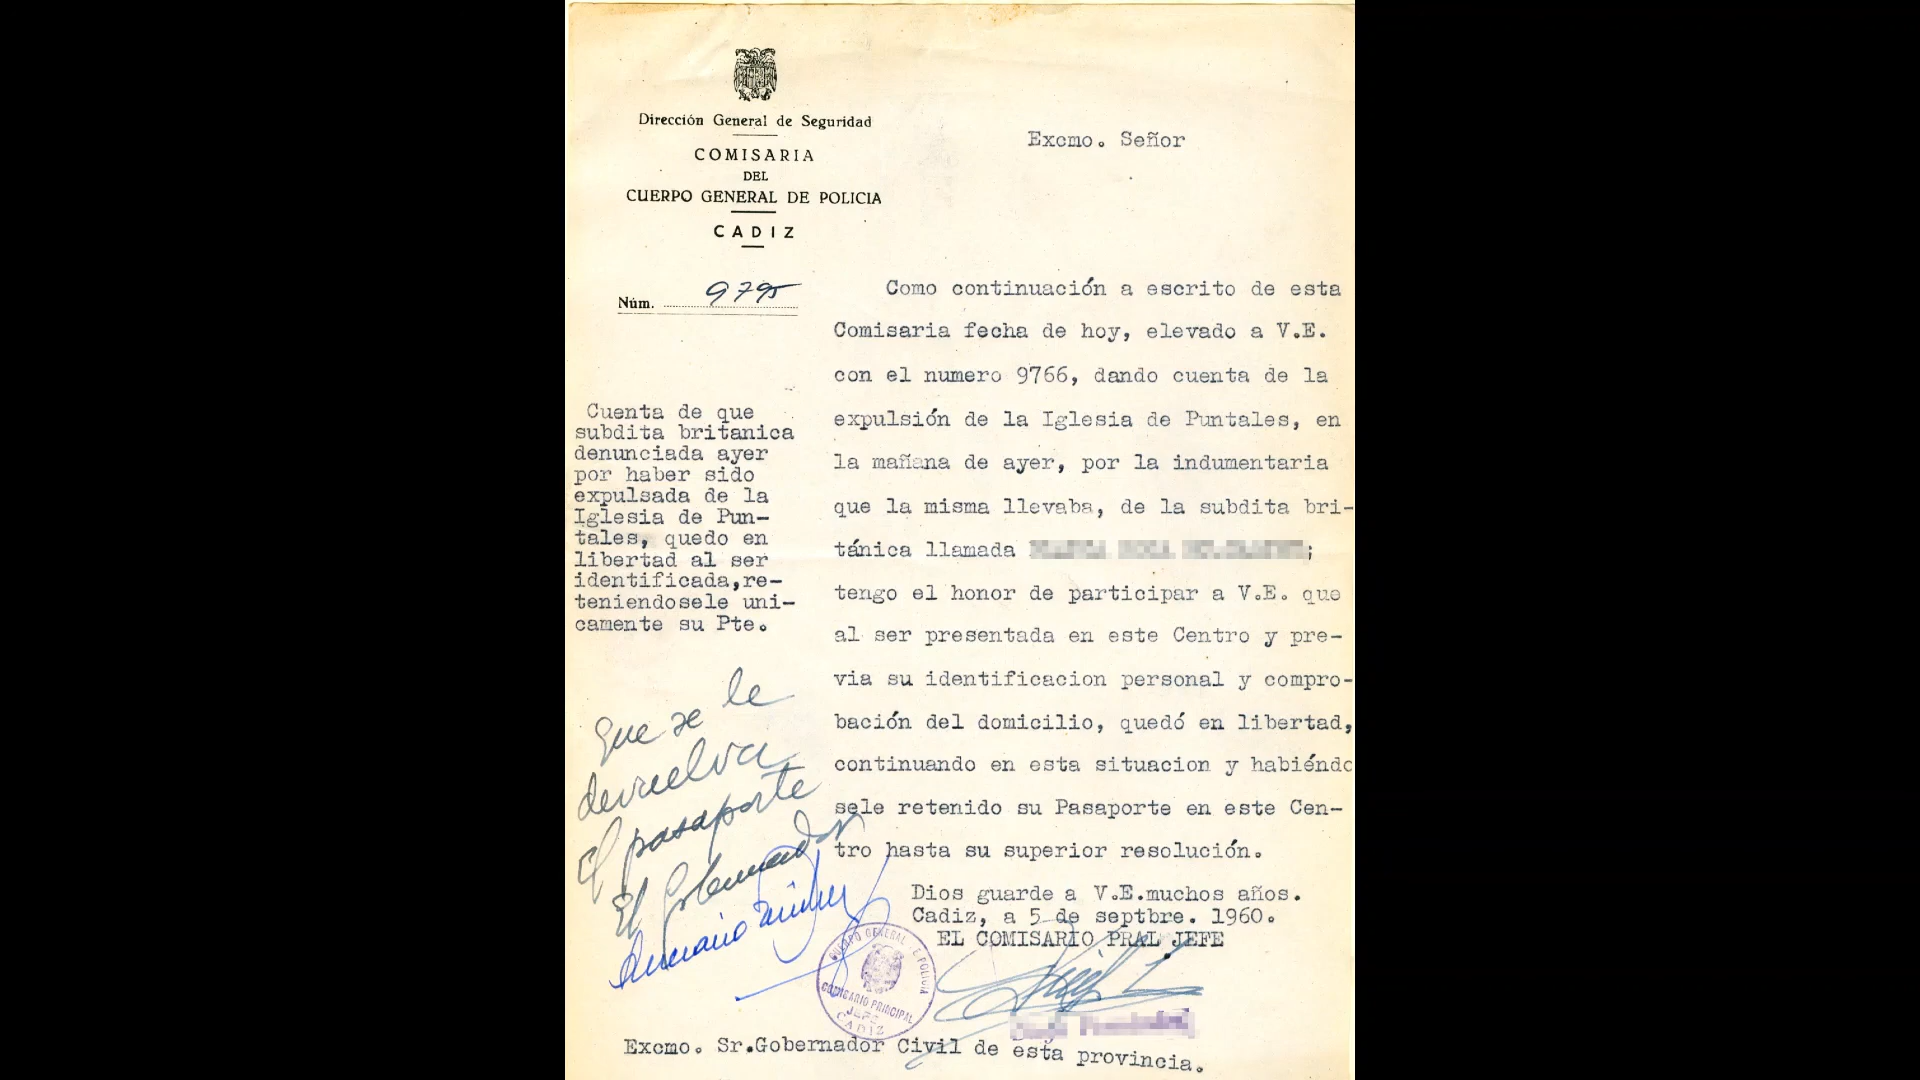 Dirección General de Seguridad
COMISARIA
DEL
CUERPO GENERAL DE POLICIA
CADIZ
Núm. 9795
Excmo. Señor
Cuenta de que
subdita britanica
denunciada ayer
por haber sido
expulsada de la
Iglesia de Pun-
tales, quedo en
libertad al ser
identificada,re-
teniendosele uni-
camente su Pte.
Como continuación a escrito de esta
Comisaria fecha de hoy, elevado a V.E.
con el numero 9766, dando cuenta de la
expulsión de la Iglesia de Puntales, en
la mañana de ayer, por la indumentaria
que la misma llevaba, de la subdita bri-
tánica llamada ;
tengo el honor de participar a V.E. que
al ser presentada en este Centro y pre-
via su identificacion personal y compro-
bación del domicilio, quedó en libertad,
continuando en esta situacion y habiéndo
sele retenido su Pasaporte en este Cen-
tro hasta su superior resolución.
Dios guarde a V.E.muchos años.
Cadiz, a 5 de septbre. 1960.
EL COMISARIO PRAL JEFE
que se le
devuelva
el pasaporte
El Gobernador
CUERPO GENERAL POLICIA
COMISARIO PRINCIPAL
JEFE
CADIZ
Excmo. Sr.Gobernador Civil de esta provincia.